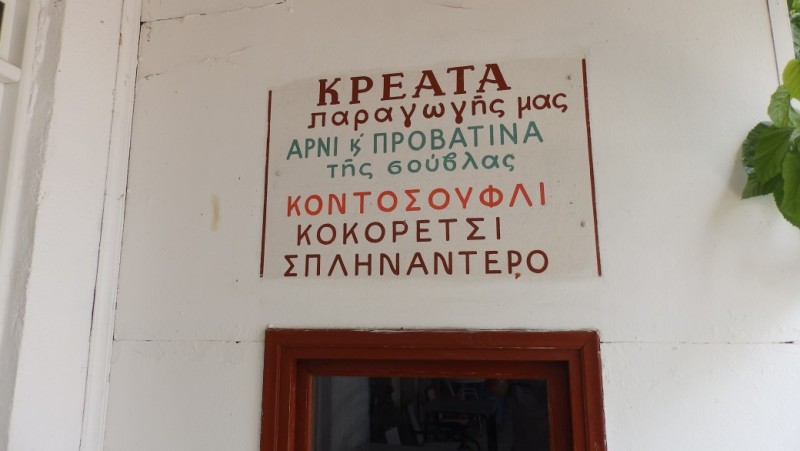 ΚΡΕΑΤΑ
παραγωγῆς μας
ΑΡΝΙ κ̓ ΠΡΟΒΑΤΙΝΑ
τῆς σούβλας
ΚΟΝΤΟΣΟΥΦΛΙ
ΚΟΚΟΡΕΤΣΙ
ΣΠΛΗΝΑΝΤΕΡΟ